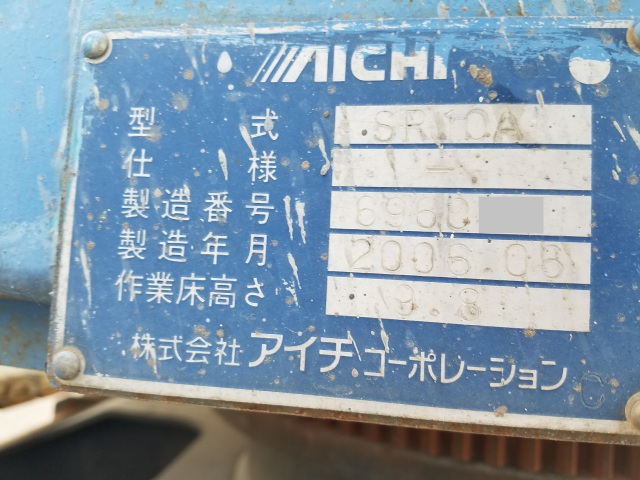 AICHI
型式 SR10A
仕様 -
製造番号 6960
製造年月 2006 08
作業床高さ 9.8
株式会社アイチコーポレーション